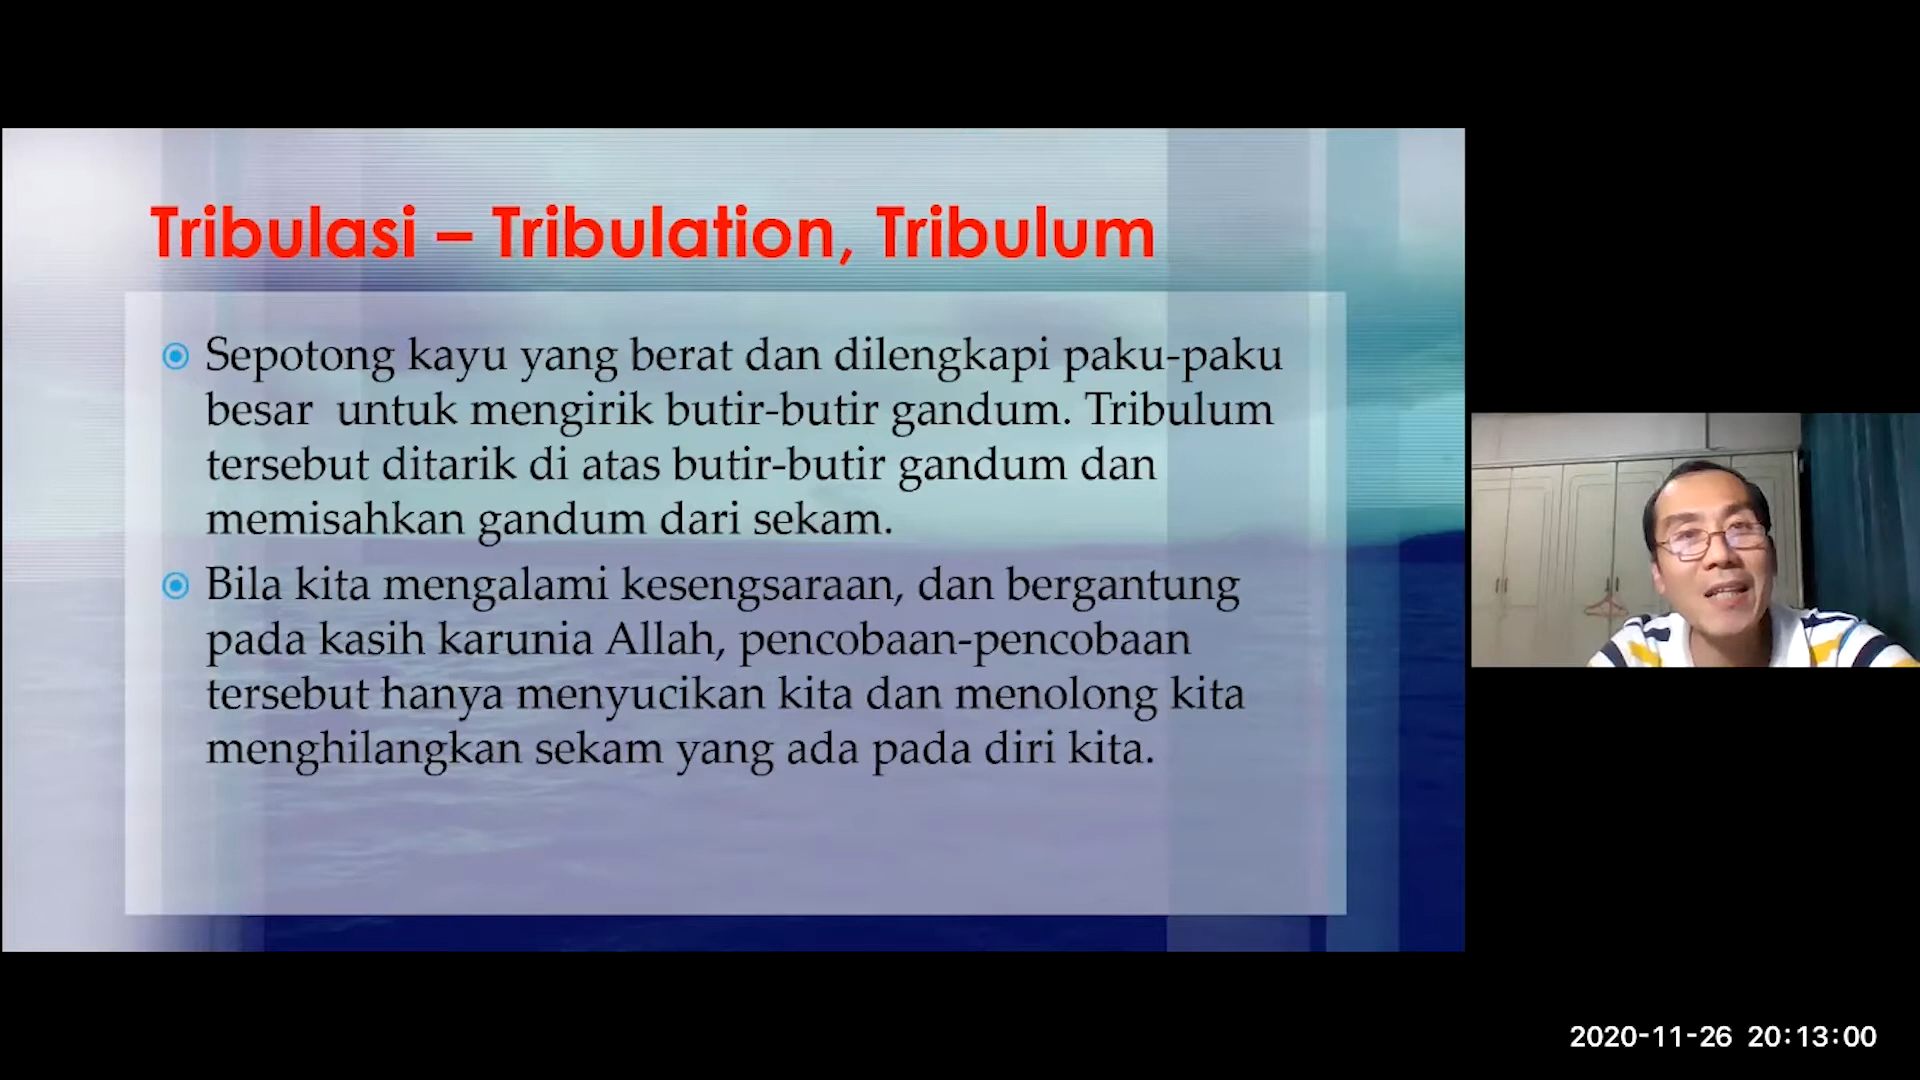 Tribulasi – Tribulation, Tribulum
Sepotong kayu yang berat dan dilengkapi paku-paku
besar untuk mengirik butir-butir gandum. Tribulum
tersebut ditarik di atas butir-butir gandum dan
memisahkan gandum dari sekam.
Bila kita mengalami kesengsaraan, dan bergantung
pada kasih karunia Allah, pencobaan-pencobaan
tersebut hanya menyucikan kita dan menolong kita
menghilangkan sekam yang ada pada diri kita.
2020-11-26 20:13:00